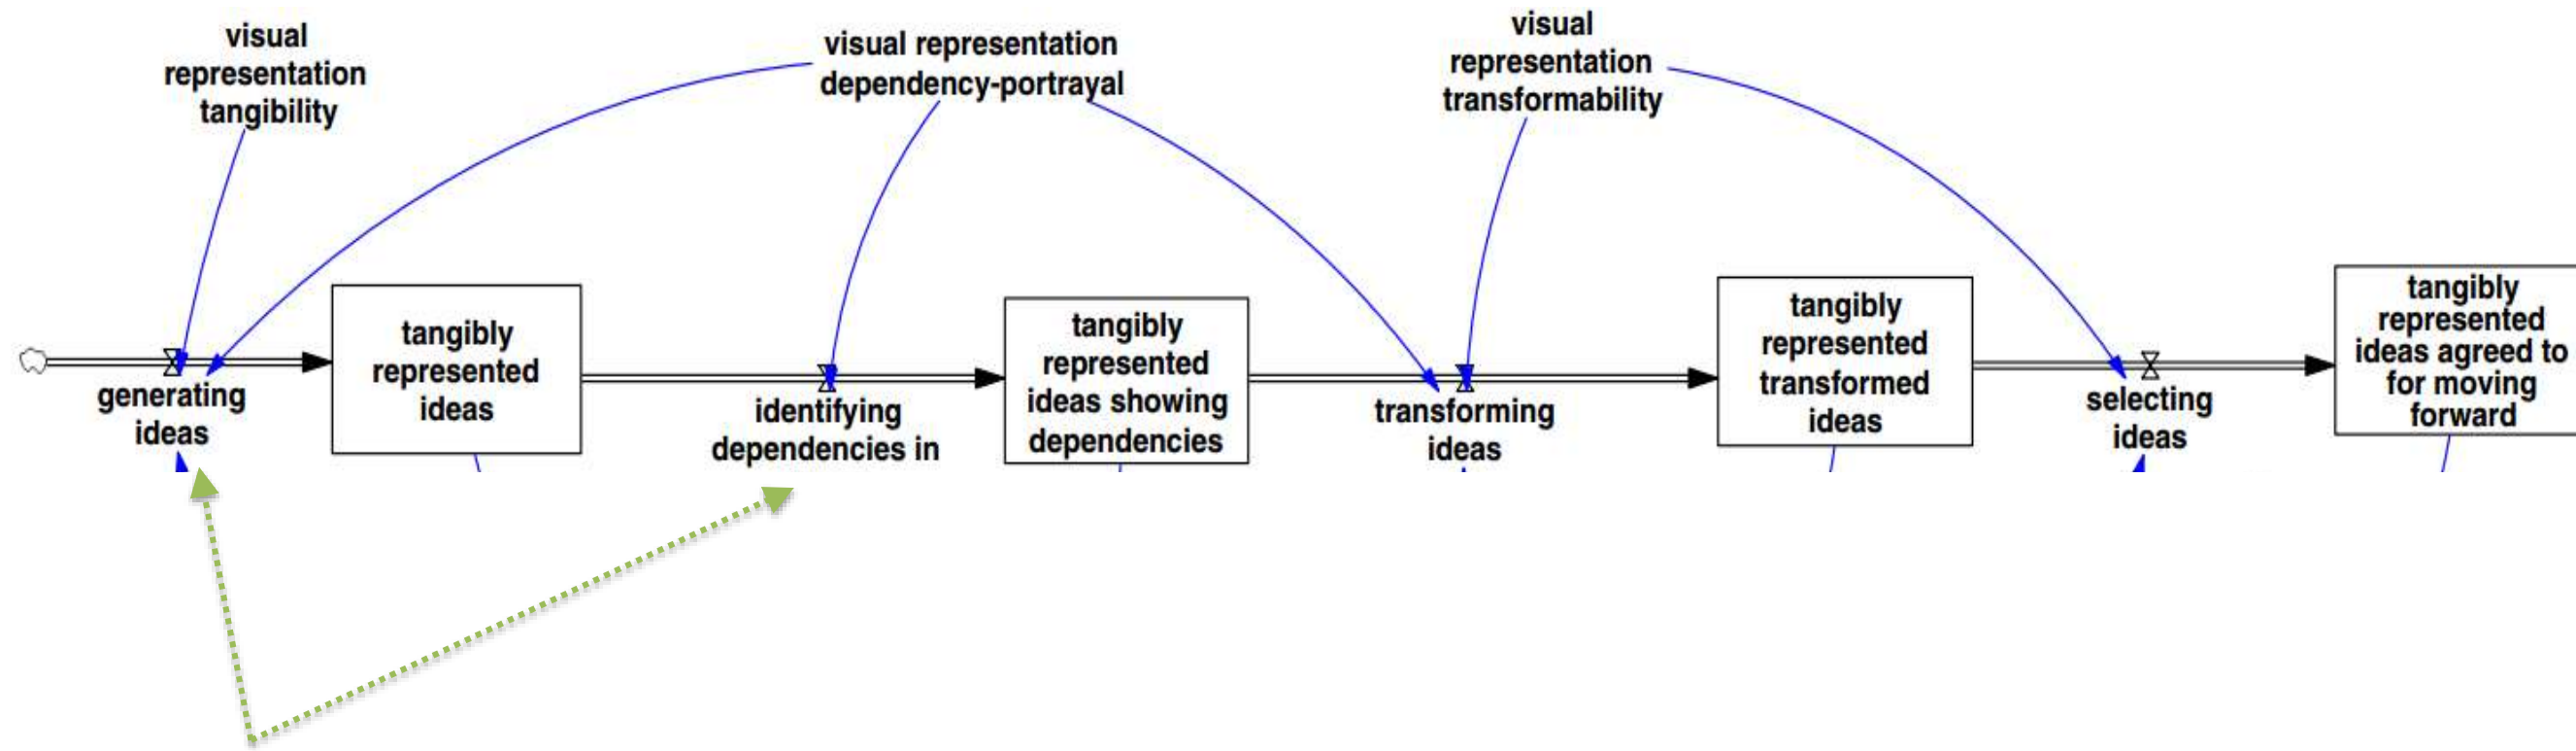 visual
representation
tangibility
visual representation
dependency-portrayal
visual
representation
transformability
generating
ideas
tangibly
represented
ideas
identifying
dependencies in
tangibly
represented
ideas showing
dependencies
transforming
ideas
tangibly
represented
transformed
ideas
selecting
ideas
tangibly
represented
ideas agreed to
for moving
forward